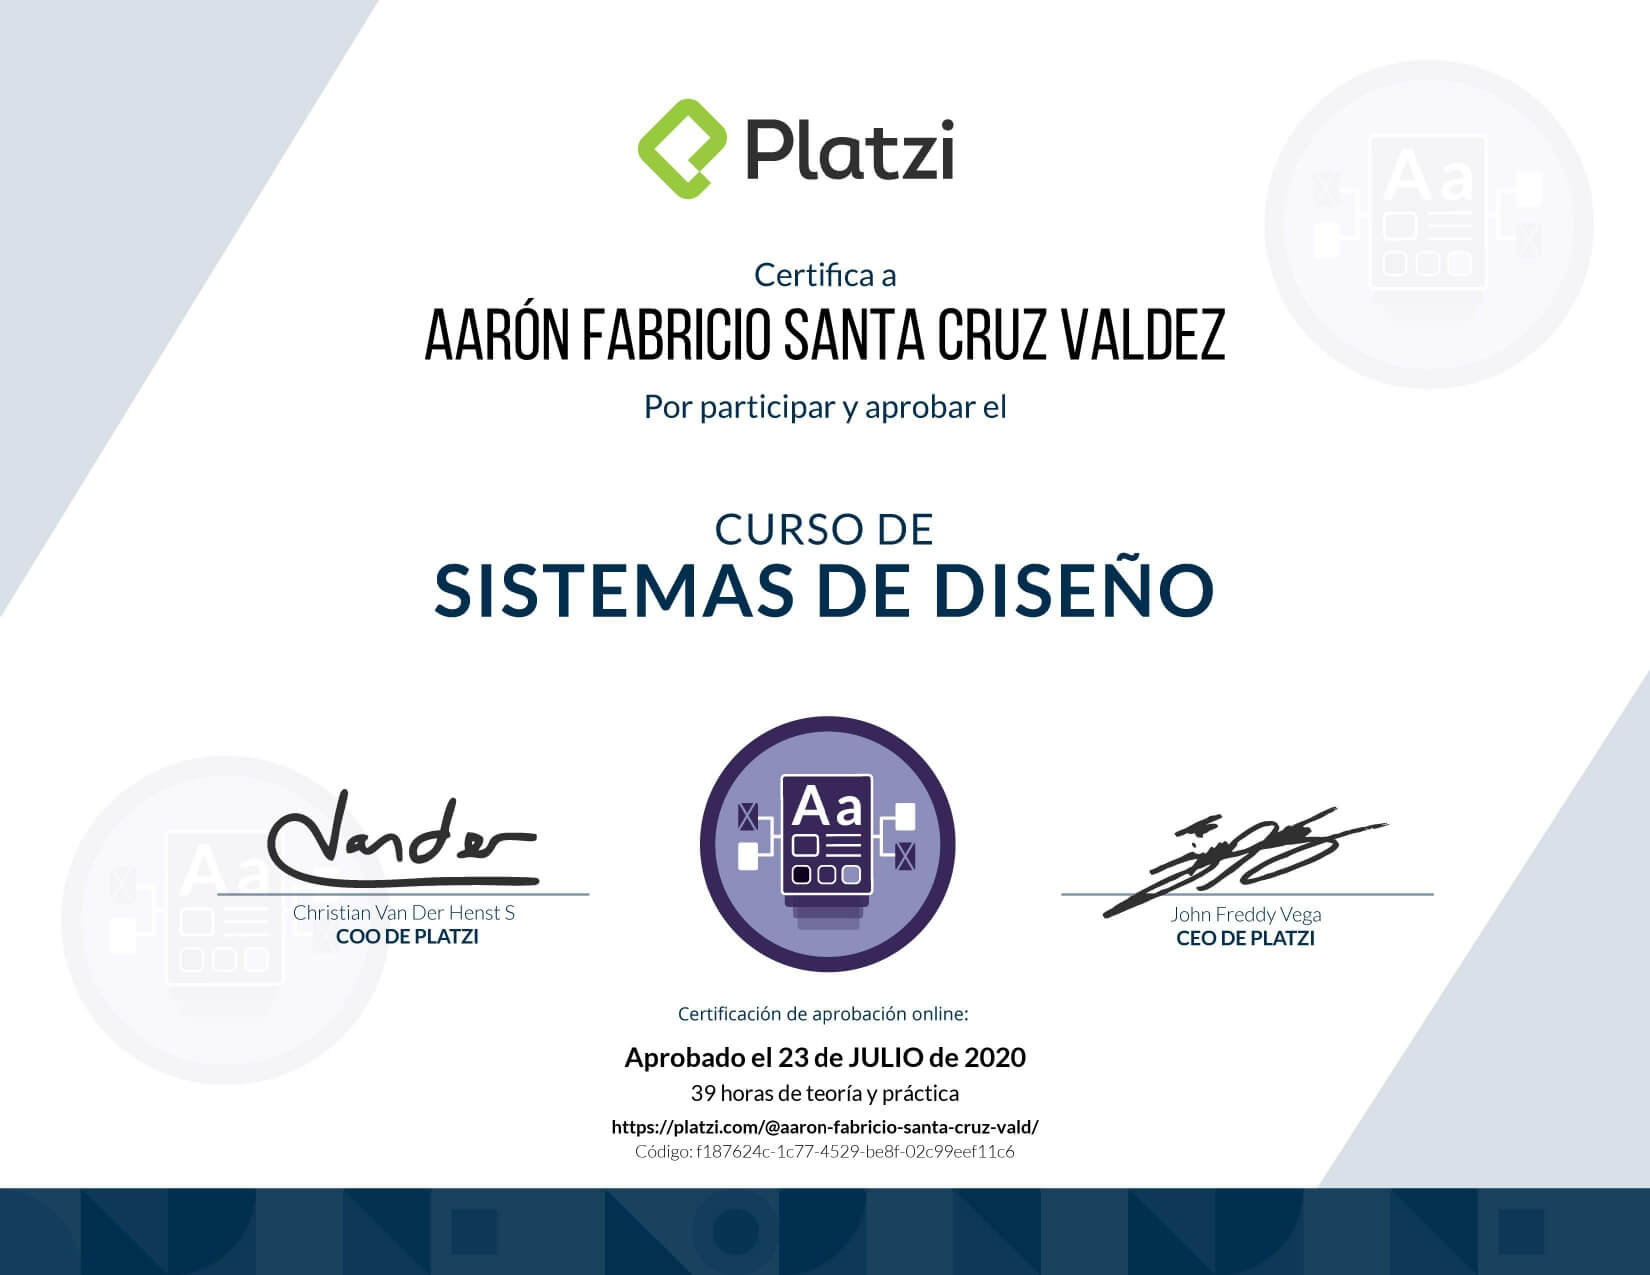 Platzi
Certifica a
AARÓN FABRICIO SANTA CRUZ VALDEZ
Por participar y aprobar el
CURSO DE
SISTEMAS DE DISEÑO
Aa
Aa
Aa
Vander
Christian Van Der Henst S
COO DE PLATZI
John Freddy Vega
CEO DE PLATZI
Certificación de aprobación online:
Aprobado el 23 de JULIO de 2020
39 horas de teoría y práctica
https://platzi.com/@aaron-fabricio-santa-cruz-vald/
Código: f187624c-1c77-4529-be8f-02c99eef11c6